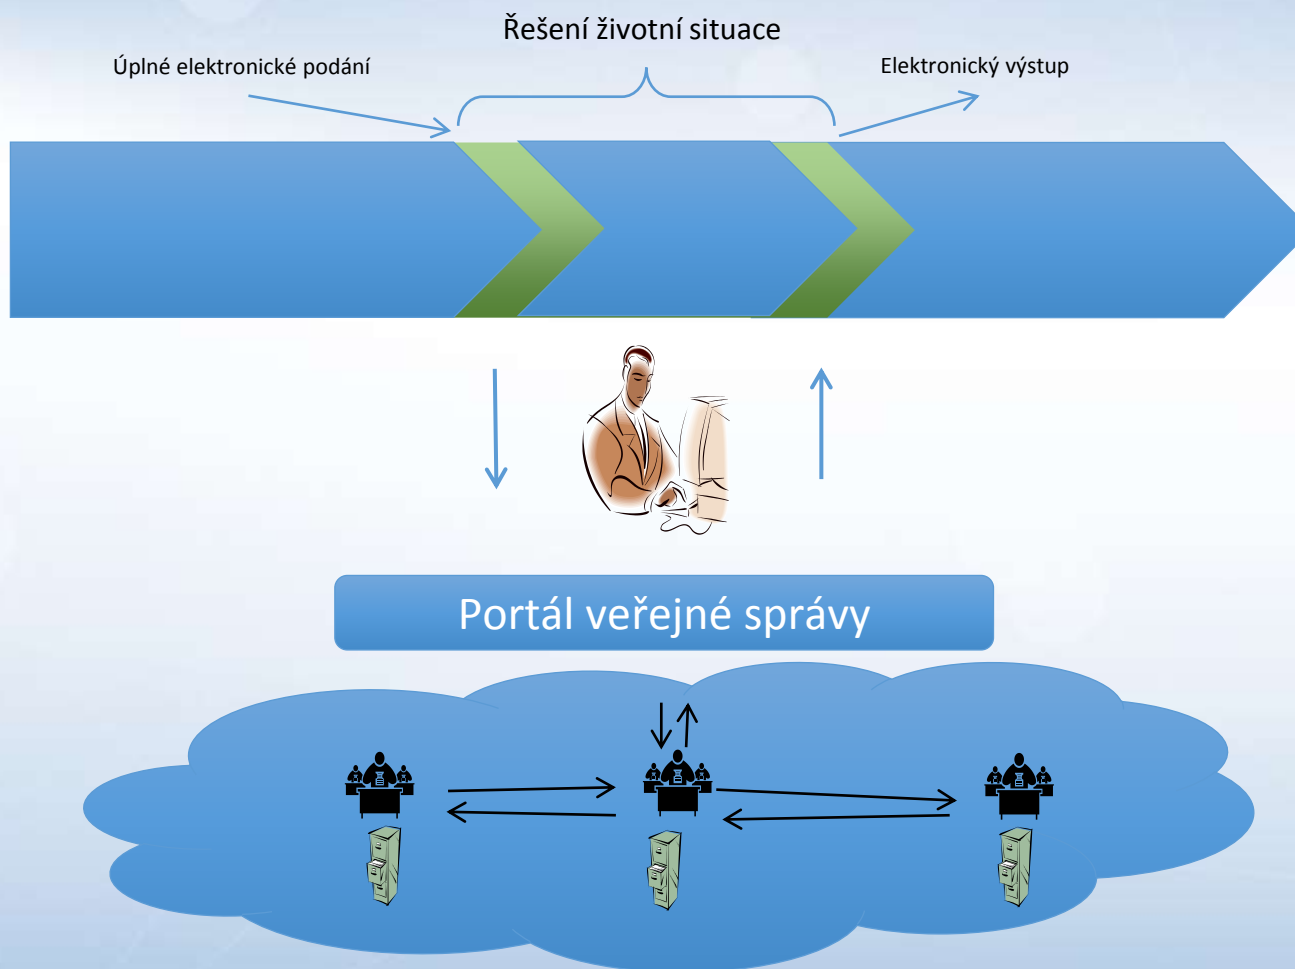 Řešení životní situace
Úplné elektronické podání
Elektronický výstup
Portál veřejné správy